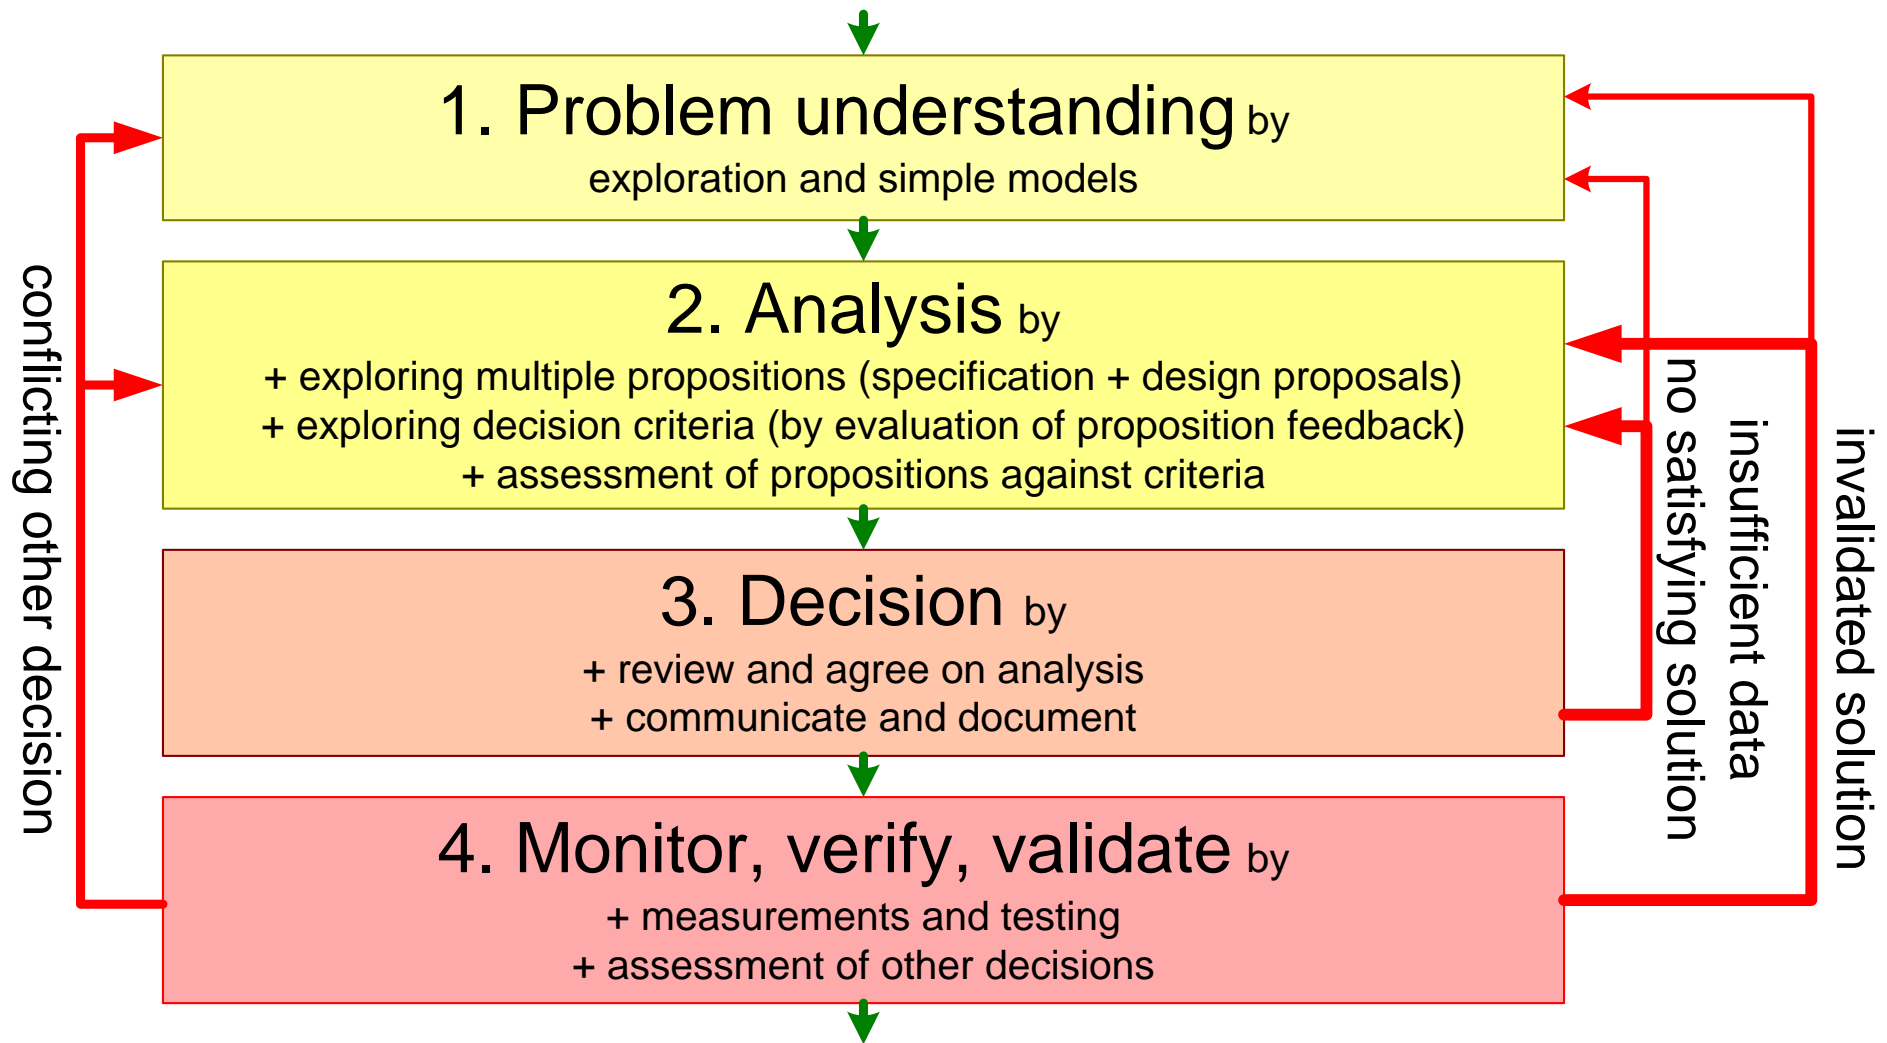 1. Problem understanding by
exploration and simple models
2. Analysis by
+ exploring multiple propositions (specification + design proposals)
+ exploring decision criteria (by evaluation of proposition feedback)
+ assessment of propositions against criteria
3. Decision by
+ review and agree on analysis
+ communicate and document
4. Monitor, verify, validate by
+ measurements and testing
+ assessment of other decisions
conflicting other decision
insufficient data
no satisfying solution
invalidated solution